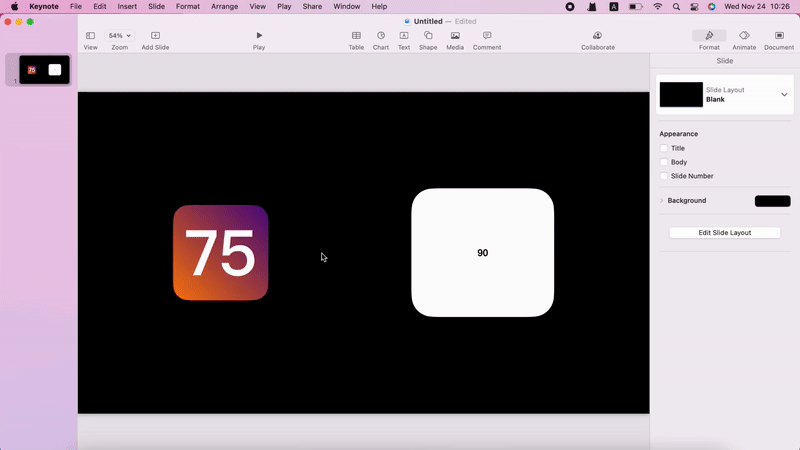 Keynote File Edit Insert Slide Format Arrange View Play Share Window Help A Wed Nov 24 10:26
Untitled — Edited
54%
View Zoom Add Slide Play Table Chart Text Shape Media Comment Collaborate Format Animate Document
Slide
Slide Layout
Blank
Appearance
Title
Body
Slide Number
Background
Edit Slide Layout
1
75
75
90